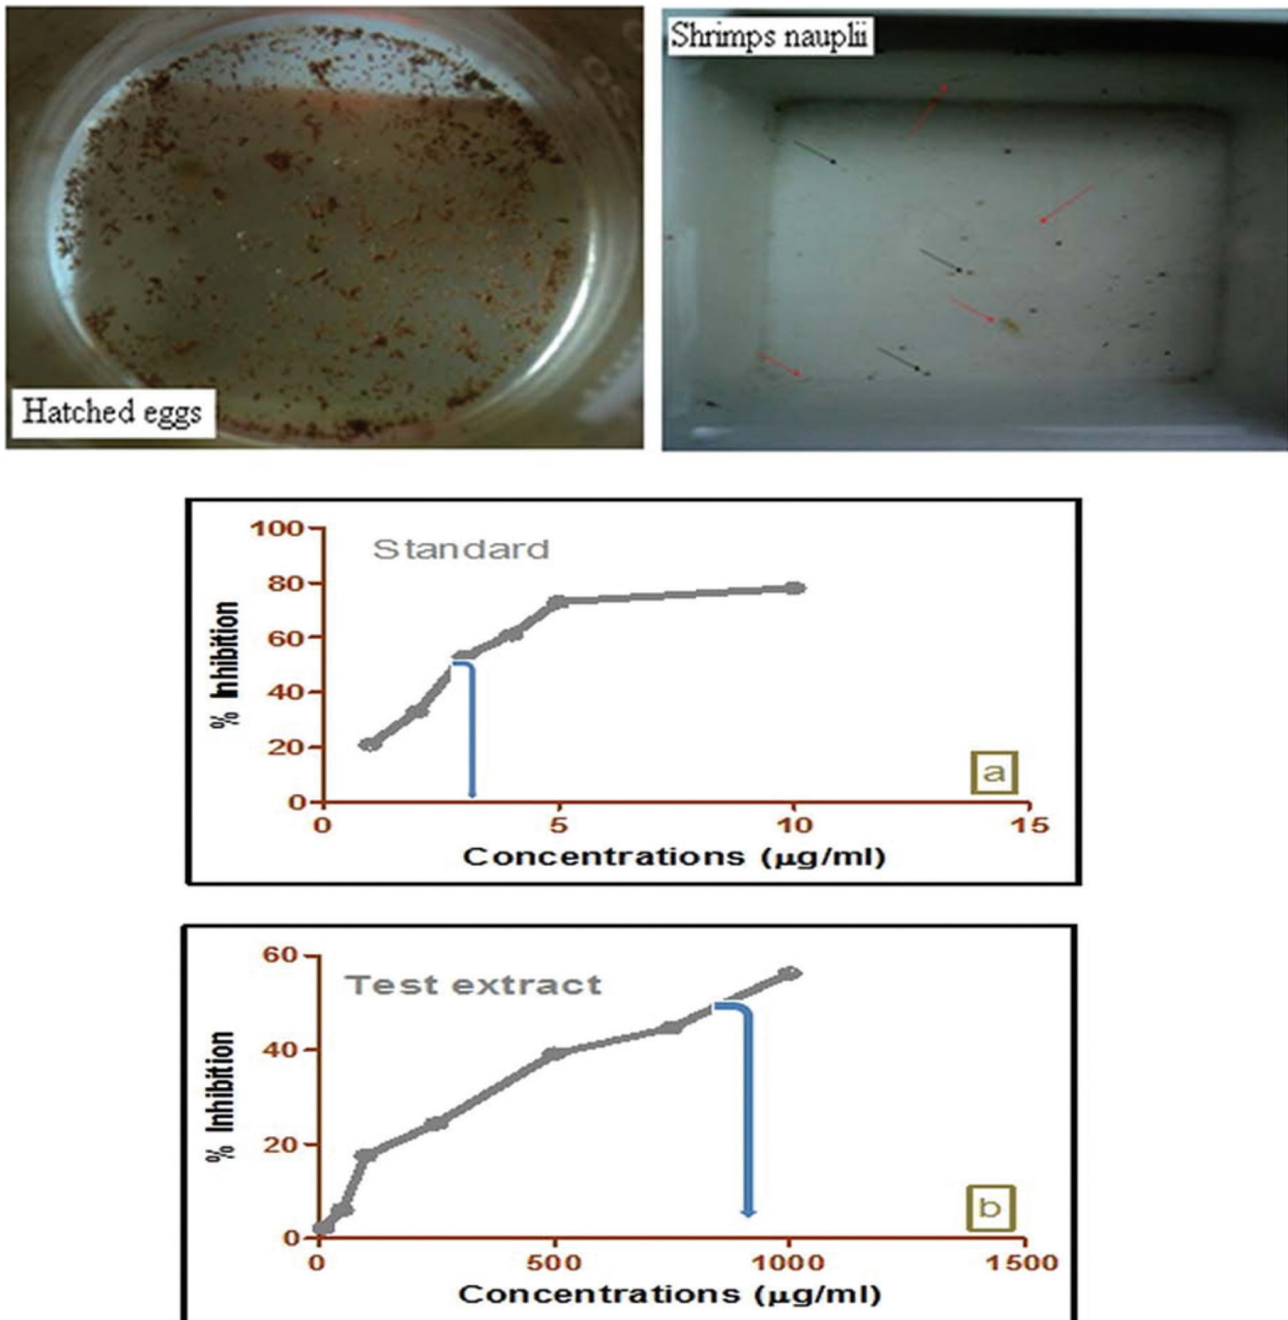 Hatched eggs
Shrimps nauplii
Standard
% Inhibition
100
80
60
40
20
0
0 5 10 15
Concentrations (μg/ml)
a
Test extract
% Inhibition
60
40
20
0
0 500 1000 1500
Concentrations (μg/ml)
b